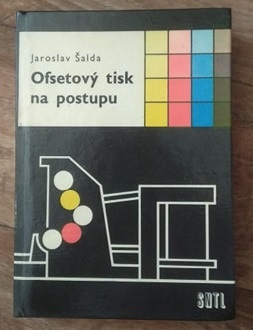 Jaroslav Šalda
Ofsetový tisk
na postupu
SNTL